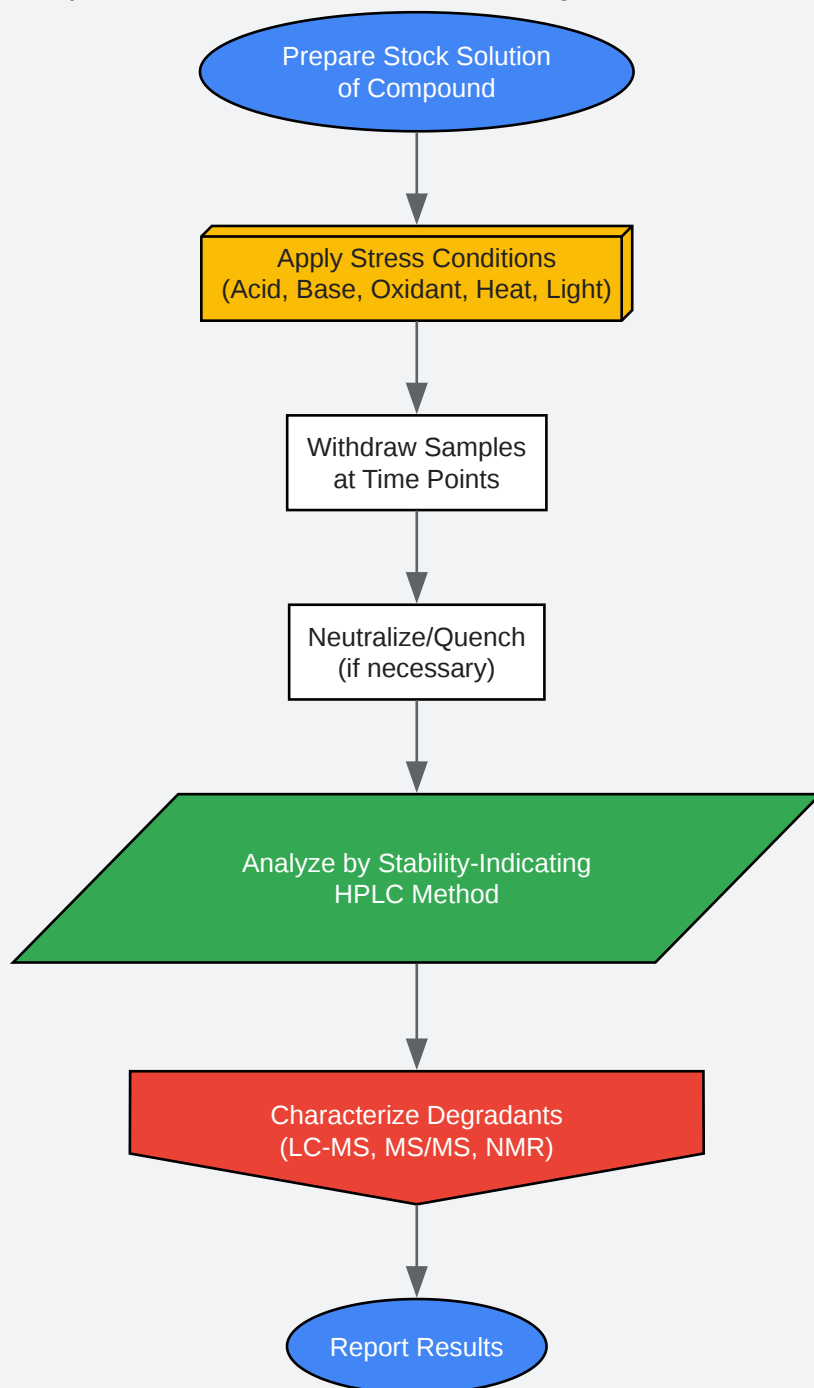 Prepare Stock Solution
of Compound
Apply Stress Conditions
(Acid, Base, Oxidant, Heat, Light)
Withdraw Samples
at Time Points
Neutralize/Quench
(if necessary)
Analyze by Stability-Indicating
HPLC Method
Characterize Degradants
(LC-MS, MS/MS, NMR)
Report Results